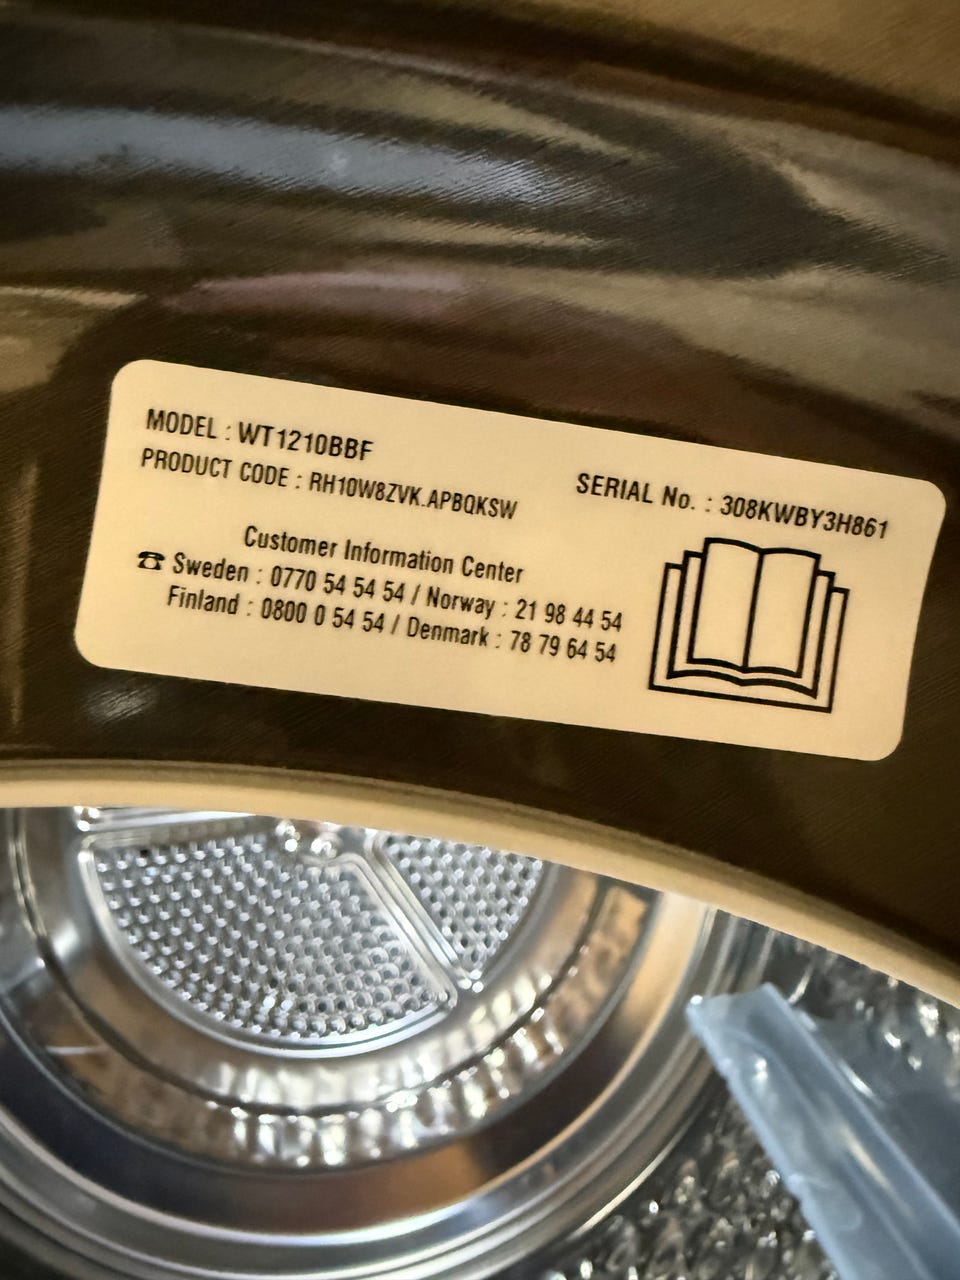 MODEL : WT1210BBF
PRODUCT CODE : RH10W8ZVK.APBQKSW
SERIAL No. : 308KWBY3H861
Customer Information Center
☎ Sweden : 0770 54 54 54 / Norway : 21 98 44 54
Finland : 0800 0 54 54 / Denmark : 78 79 64 54